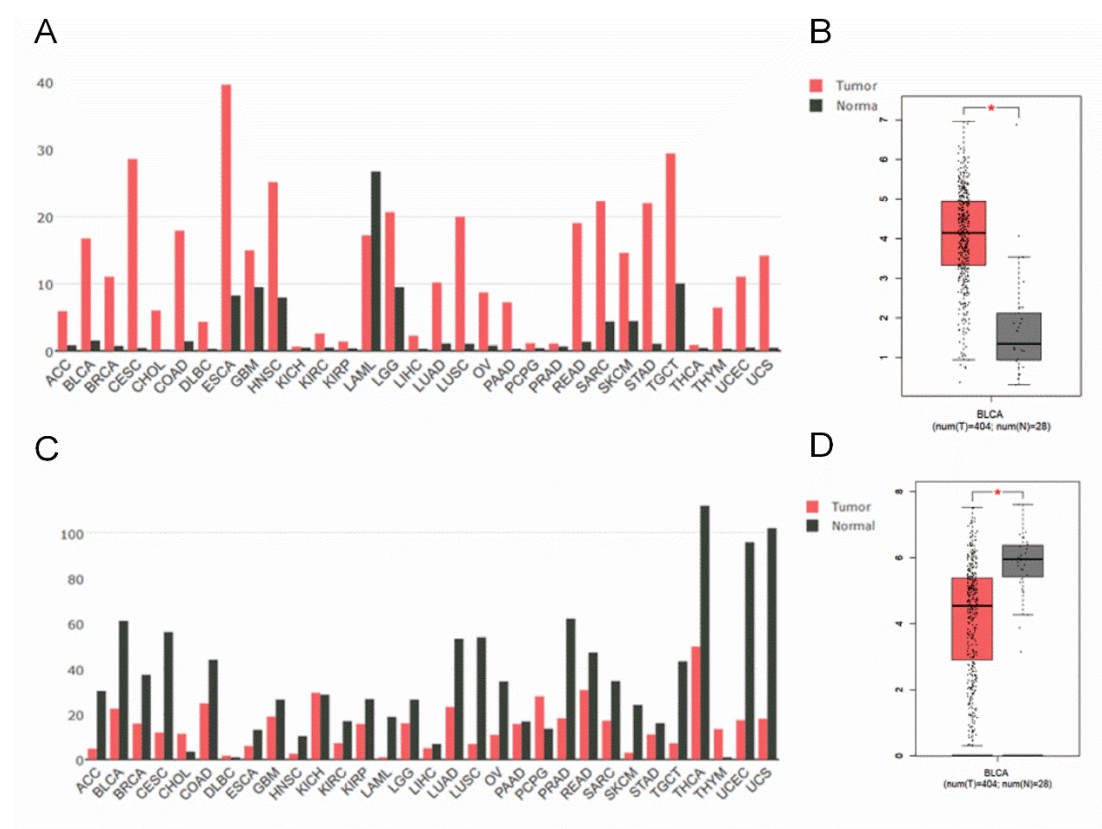 A
B
40
30
20
10
0
ACC
BLCA
BRCA
CESC
CHOL
COAD
DLBC
ESCA
GBM
HNSC
KICH
KIRC
KIRP
LAML
LGG
LIHC
LUAD
LUSC
OV
PAAD
PCPG
PRAD
READ
SARC
SKCM
STAD
TGCT
THCA
THYM
UCEC
UCS
Tumor
Norma
7
6
5
4
3
2
1
BLCA
(num(T)=404; num(N)=28)
C
D
100
80
60
40
20
0
ACC
BLCA
BRCA
CESC
CHOL
COAD
DLBC
ESCA
GBM
HNSC
KICH
KIRC
KIRP
LAML
LGG
LIHC
LUAD
LUSC
OV
PAAD
PCPG
PRAD
READ
SARC
SKCM
STAD
TGCT
THCA
THYM
UCEC
UCS
Tumor
Normal
8
6
4
2
0
BLCA
(num(T)=404; num(N)=28)